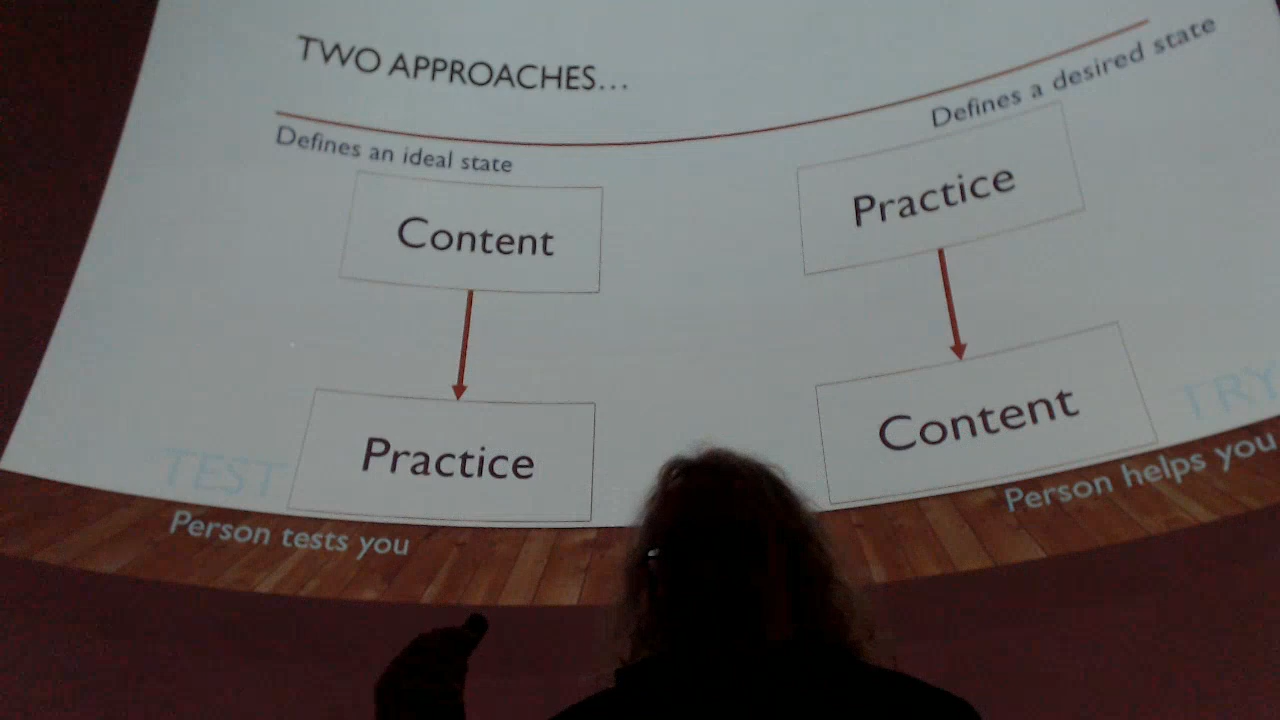 TWO APPROACHES...
Defines an ideal state
Content
Practice
TEST
Person tests you
Defines a desired state
Practice
Content
TRY
Person helps you